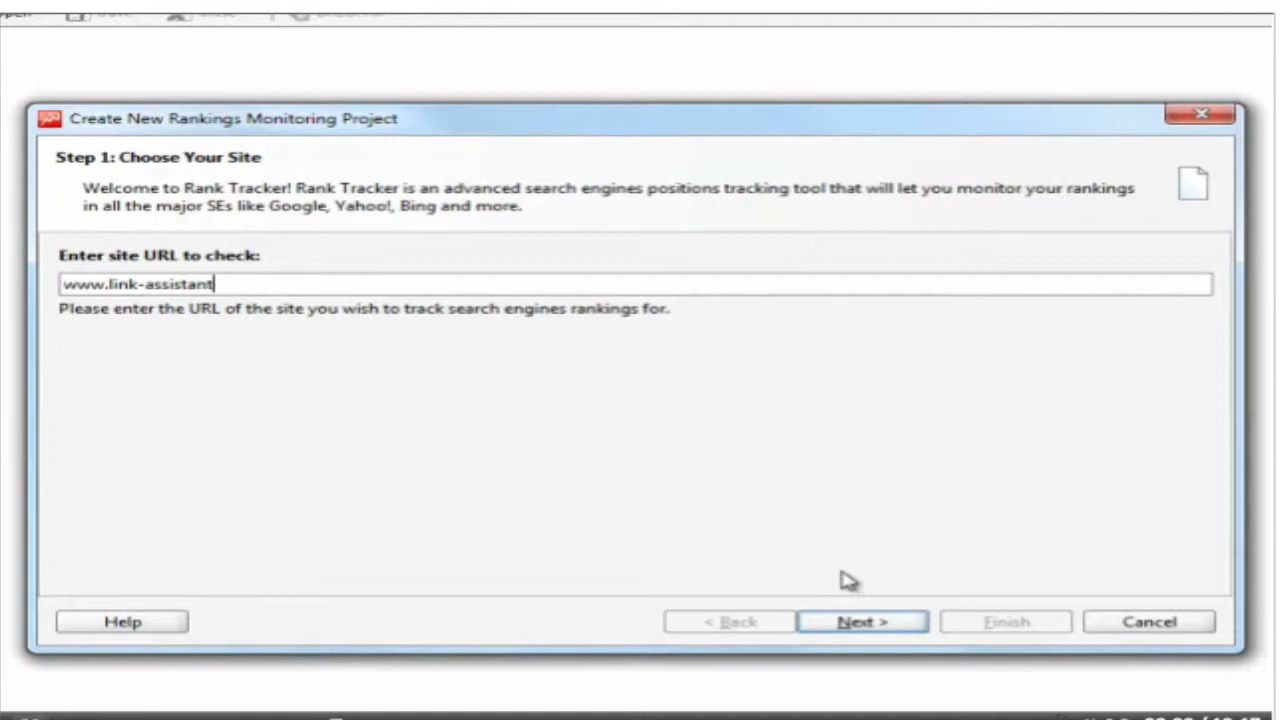 Create New Rankings Monitoring Project
Step 1: Choose Your Site
Welcome to Rank Tracker! Rank Tracker is an advanced search engines positions tracking tool that will let you monitor your rankings
in all the major SEs like Google, Yahoo!, Bing and more.
Enter site URL to check:
www.link-assistant
Please enter the URL of the site you wish to track search engines rankings for.
Help
< Back
Next >
Finish
Cancel